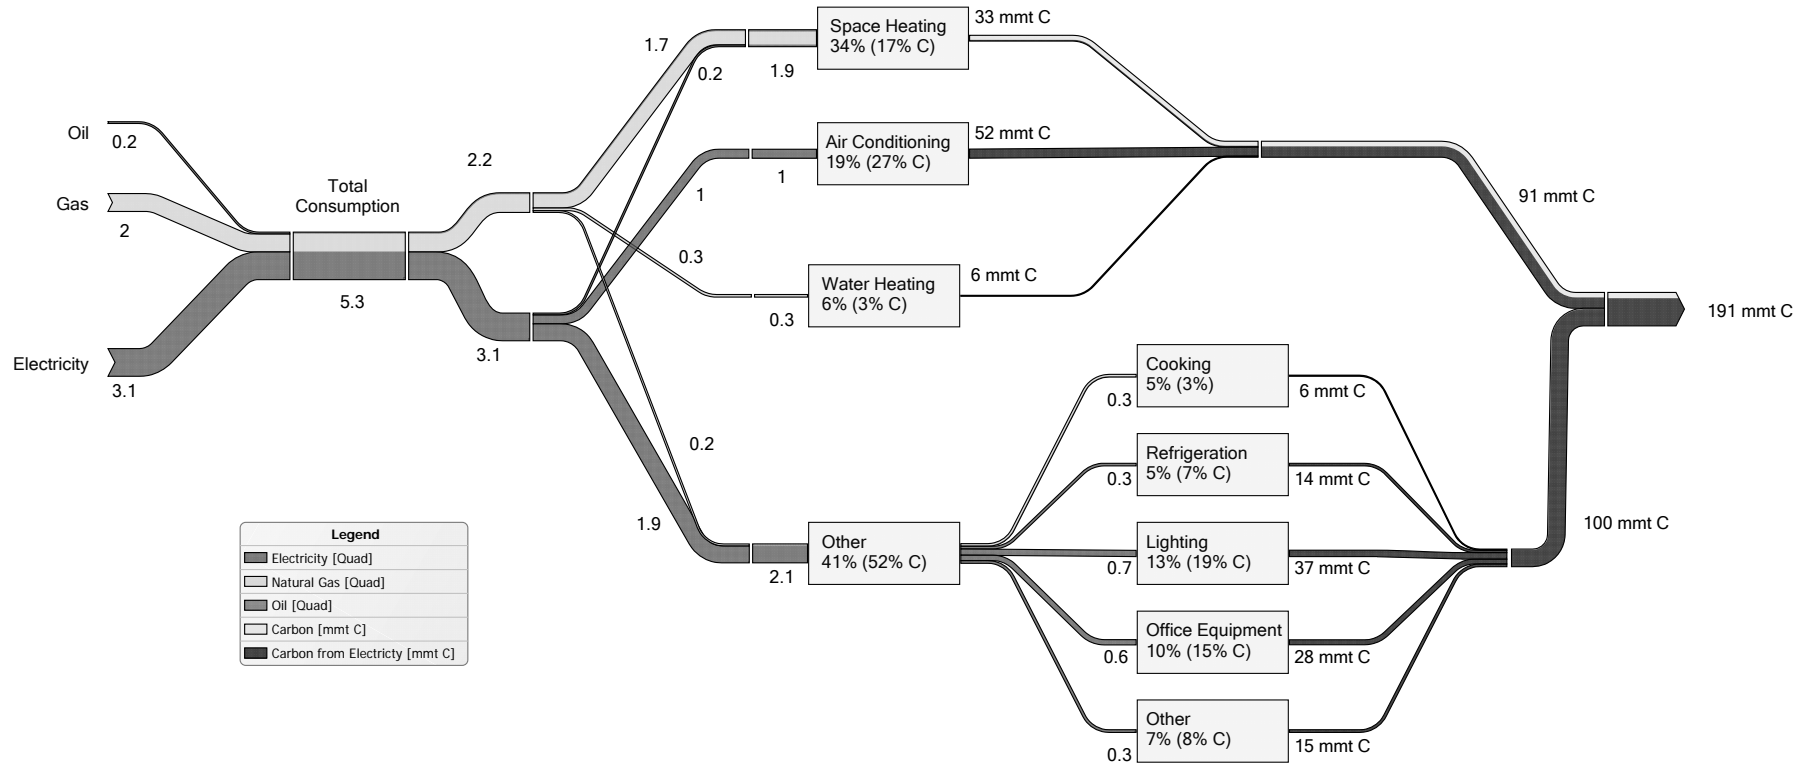 33 mmt C
Space Heating
34% (17% C)
1.7
0.2
1.9
Oil
0.2
52 mmt C
Air Conditioning
19% (27% C)
2.2
1
1
Total
Consumption
Gas
2
91 mmt C
0.3
6 mmt C
Water Heating
6% (3% C)
0.3
5.3
191 mmt C
3.1
Electricity
3.1
Cooking
5% (3%)
0.3
6 mmt C
0.2
Refrigeration
5% (7% C)
0.3
14 mmt C
1.9
100 mmt C
Other
41% (52% C)
2.1
Lighting
13% (19% C)
0.7
37 mmt C
Office Equipment
10% (15% C)
0.6
28 mmt C
Other
7% (8% C)
0.3
15 mmt C
Legend
Electricity [Quad]
Natural Gas [Quad]
Oil [Quad]
Carbon [mmt C]
Carbon from Electricty [mmt C]